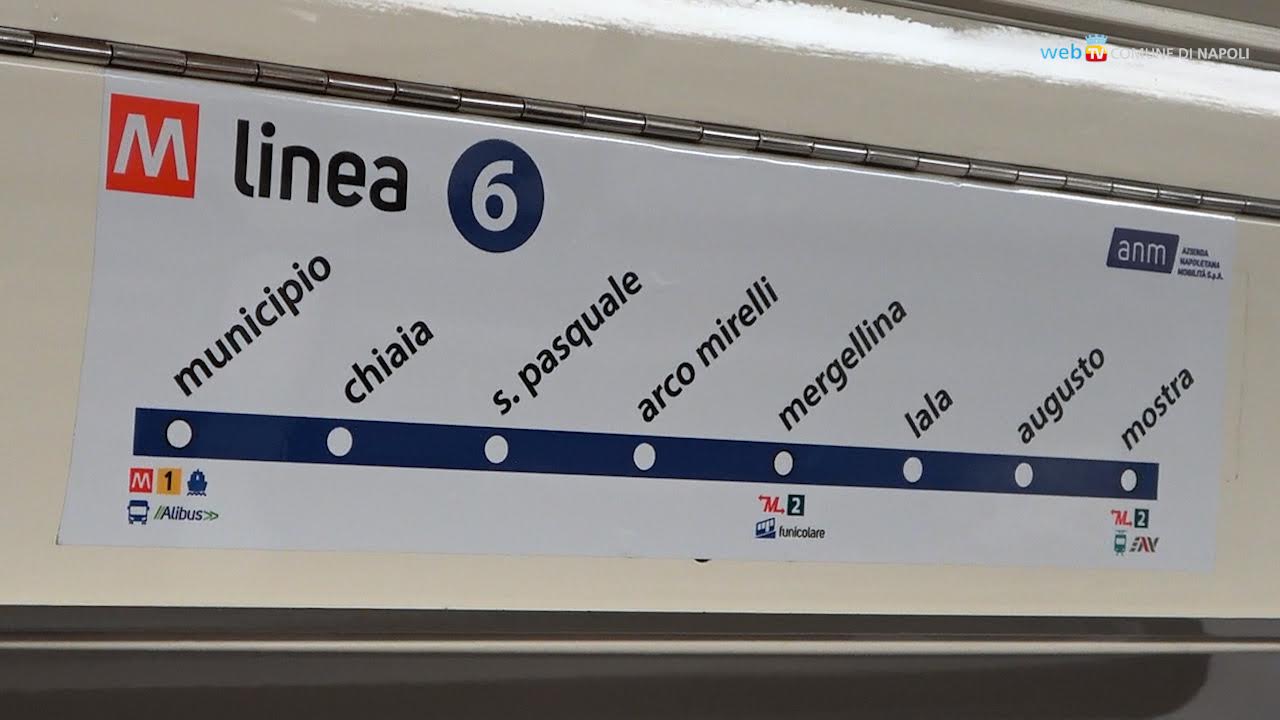 web TV COMUNE DI NAPOLI
M linea 6
anm AZIENDA
NAPOLETANA
MOBILITÀ S.p.A.
municipio
chiaia
s. pasquale
arco mirelli
mergellina
lala
augusto
mostra
M 1
//Alibus>>
M 2
funicolare
M 2
EAV